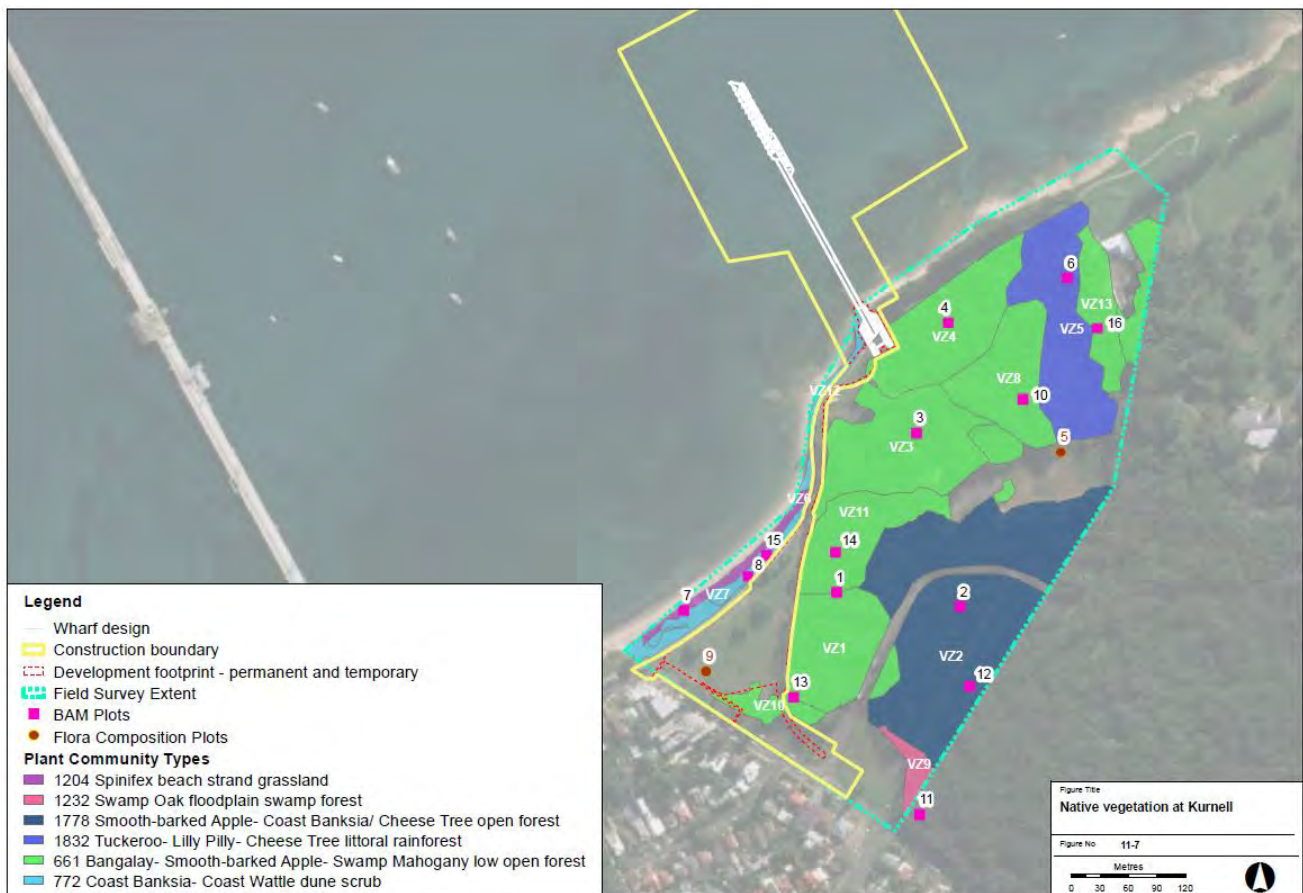 6
VZ13
4
16
VZ4
VZ5
VZ8
VZ12
10
3
5
VZ3
VZ6
VZ11
15
14
8
1
7
VZ7
2
VZ1
9
VZ2
12
13
VZ10
VZ9
11
Legend
Wharf design
Construction boundary
Development footprint - permanent and temporary
Field Survey Extent
BAM Plots
Flora Composition Plots
Plant Community Types
1204 Spinifex beach strand grassland
1232 Swamp Oak floodplain swamp forest
1778 Smooth-barked Apple- Coast Banksia/ Cheese Tree open forest
1832 Tuckeroo- Lilly Pilly- Cheese Tree littoral rainforest
661 Bangalay- Smooth-barked Apple- Swamp Mahogany low open forest
772 Coast Banksia- Coast Wattle dune scrub
Figure Title
Native vegetation at Kurnell
Figure No 11-7
Metres
0 30 60 90 120